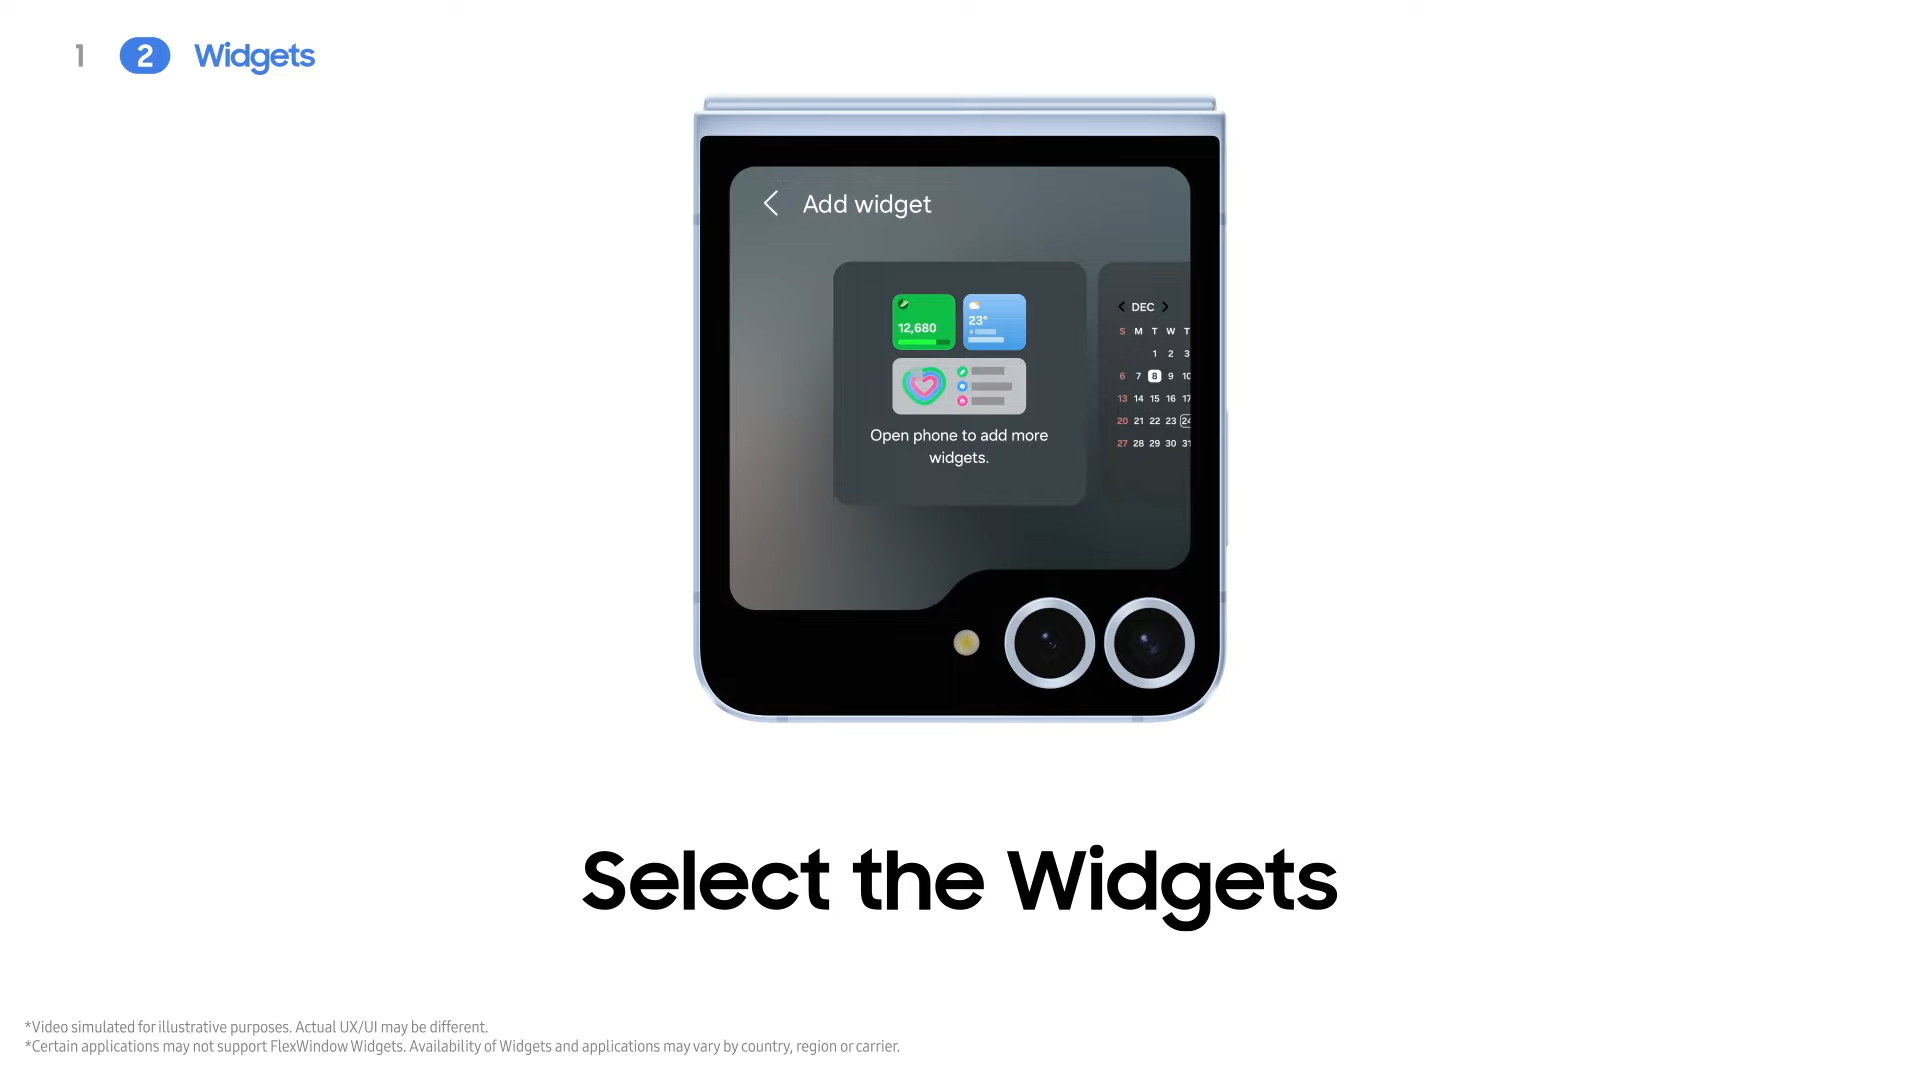 1 2 Widgets
Add widget
12,680
23°
Open phone to add more
widgets.
DEC
S M T W T
1 2 3
6 7 8 9 10
13 14 15 16 17
20 21 22 23 24
27 28 29 30 31
Select the Widgets
*Video simulated for illustrative purposes. Actual UX/UI may be different.
*Certain applications may not support FlexWindow Widgets. Availability of Widgets and applications may vary by country, region or carrier.